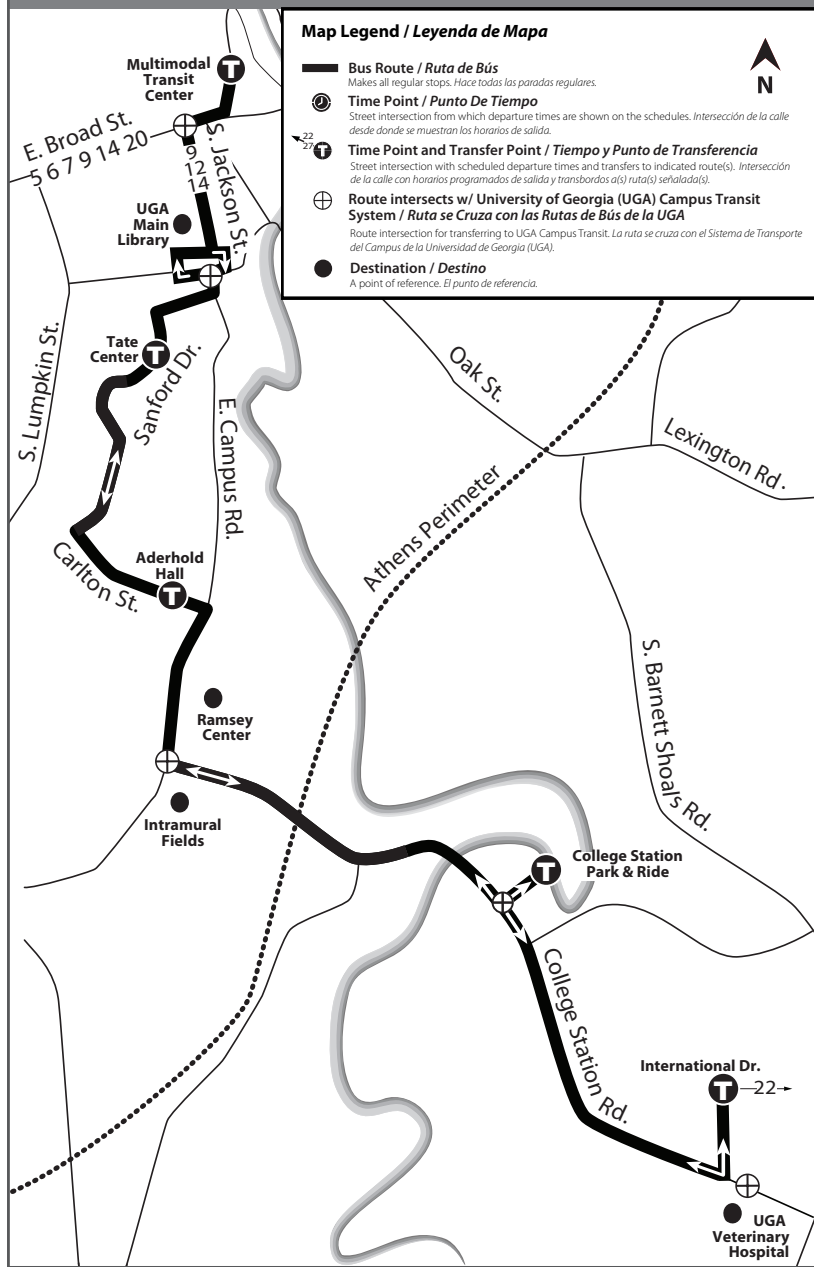 Map Legend / Leyenda de Mapa
Bus Route / Ruta de Bús
Makes all regular stops. Hace todas las paradas regulares.
Time Point / Punto De Tiempo
Street intersection from which departure times are shown on the schedules. Intersección de la calle
desde donde se muestran los horarios de salida.
22
27
T
Time Point and Transfer Point / Tiempo y Punto de Transferencia
Street intersection with scheduled departure times and transfers to indicated route(s). Intersección
de la calle con horarios programados de salida y transbordos a(s) ruta(s) señalada(s).
Route intersects w/ University of Georgia (UGA) Campus Transit
System / Ruta se Cruza con las Rutas de Bús de la UGA
Route intersection for transferring to UGA Campus Transit. La ruta se cruza con el Sistema de Transporte
del Campus de la Universidad de Georgia (UGA).
Destination / Destino
A point of reference. El punto de referencia.
N
Multimodal
Transit
Center
T
E. Broad St.
5 6 7 9 14 20
9
12
14
S. Jackson St.
UGA
Main
Library
Tate
Center
T
Sanford Dr.
S. Lumpkin St.
E. Campus Rd.
Oak St.
Lexington Rd.
Athens Perimeter
Carlton St.
Aderhold
Hall
T
Ramsey
Center
S. Barnett Shoals Rd.
Intramural
Fields
College Station
Park & Ride
T
College Station Rd.
International Dr.
T
22
UGA
Veterinary
Hospital